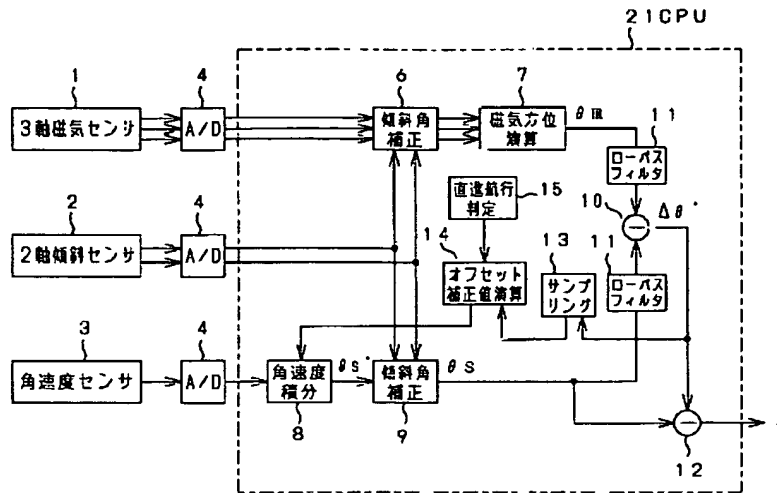 21CPU
1
3軸磁気センサ
4
A/D
6
傾斜角
補正
7
磁気方位
演算
θ
11
ローパス
フィルタ
2
2軸傾斜センサ
4
A/D
直進航行
判定
15
10
Δθ'
14
オフセット
補正値演算
13
サンプ
リング
11
ローパス
フィルタ
3
角速度センサ
4
A/D
角速度
積分
8
θS'
傾斜角
補正
9
θS
12